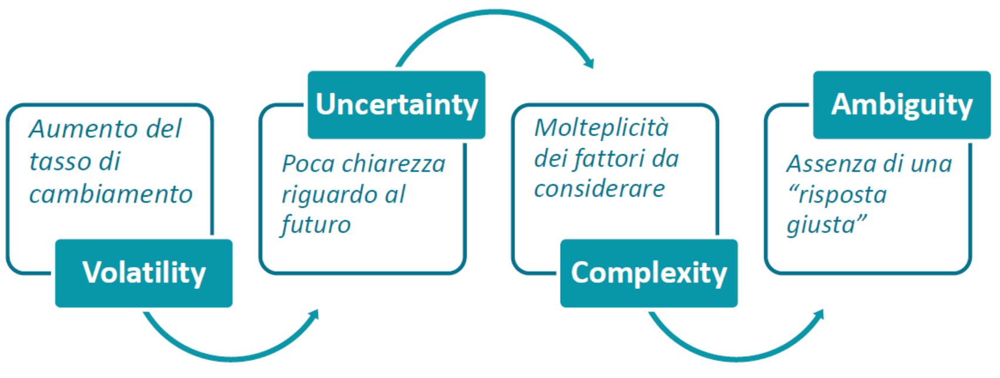 Aumento del
tasso di
cambiamento
Volatility
Uncertainty
Poca chiarezza
riguardo al
futuro
Molteplicità
dei fattori da
considerare
Complexity
Ambiguity
Assenza di una
“risposta
giusta”